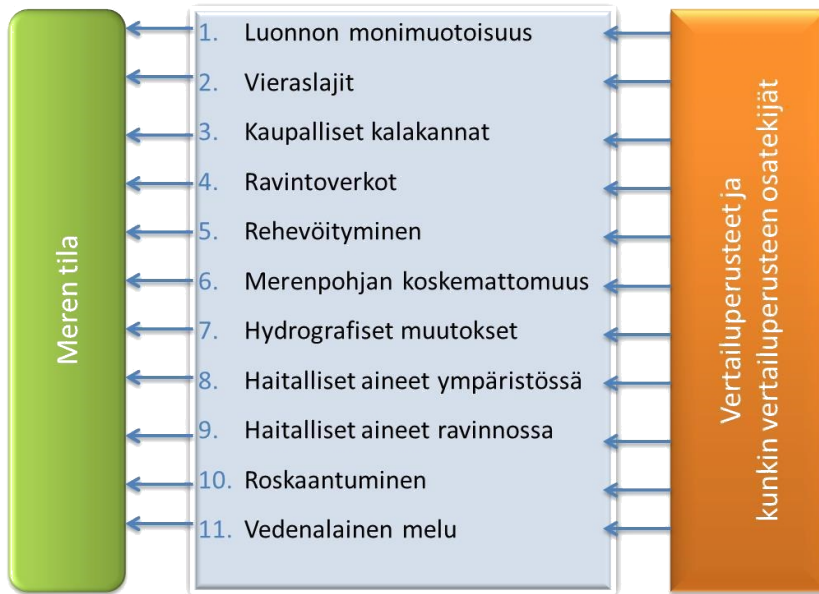 Meren tila
1. Luonnon monimuotoisuus
2. Vieraslajit
3. Kaupalliset kalakannat
4. Ravintoverkot
5. Rehevöityminen
6. Merenpohjan koskemattomuus
7. Hydrografiset muutokset
8. Haitalliset aineet ympäristössä
9. Haitalliset aineet ravinnossa
10. Roskaantuminen
11. Vedenalainen melu
Vertailuperusteet ja
kunkin vertailuperusteen osatekijät